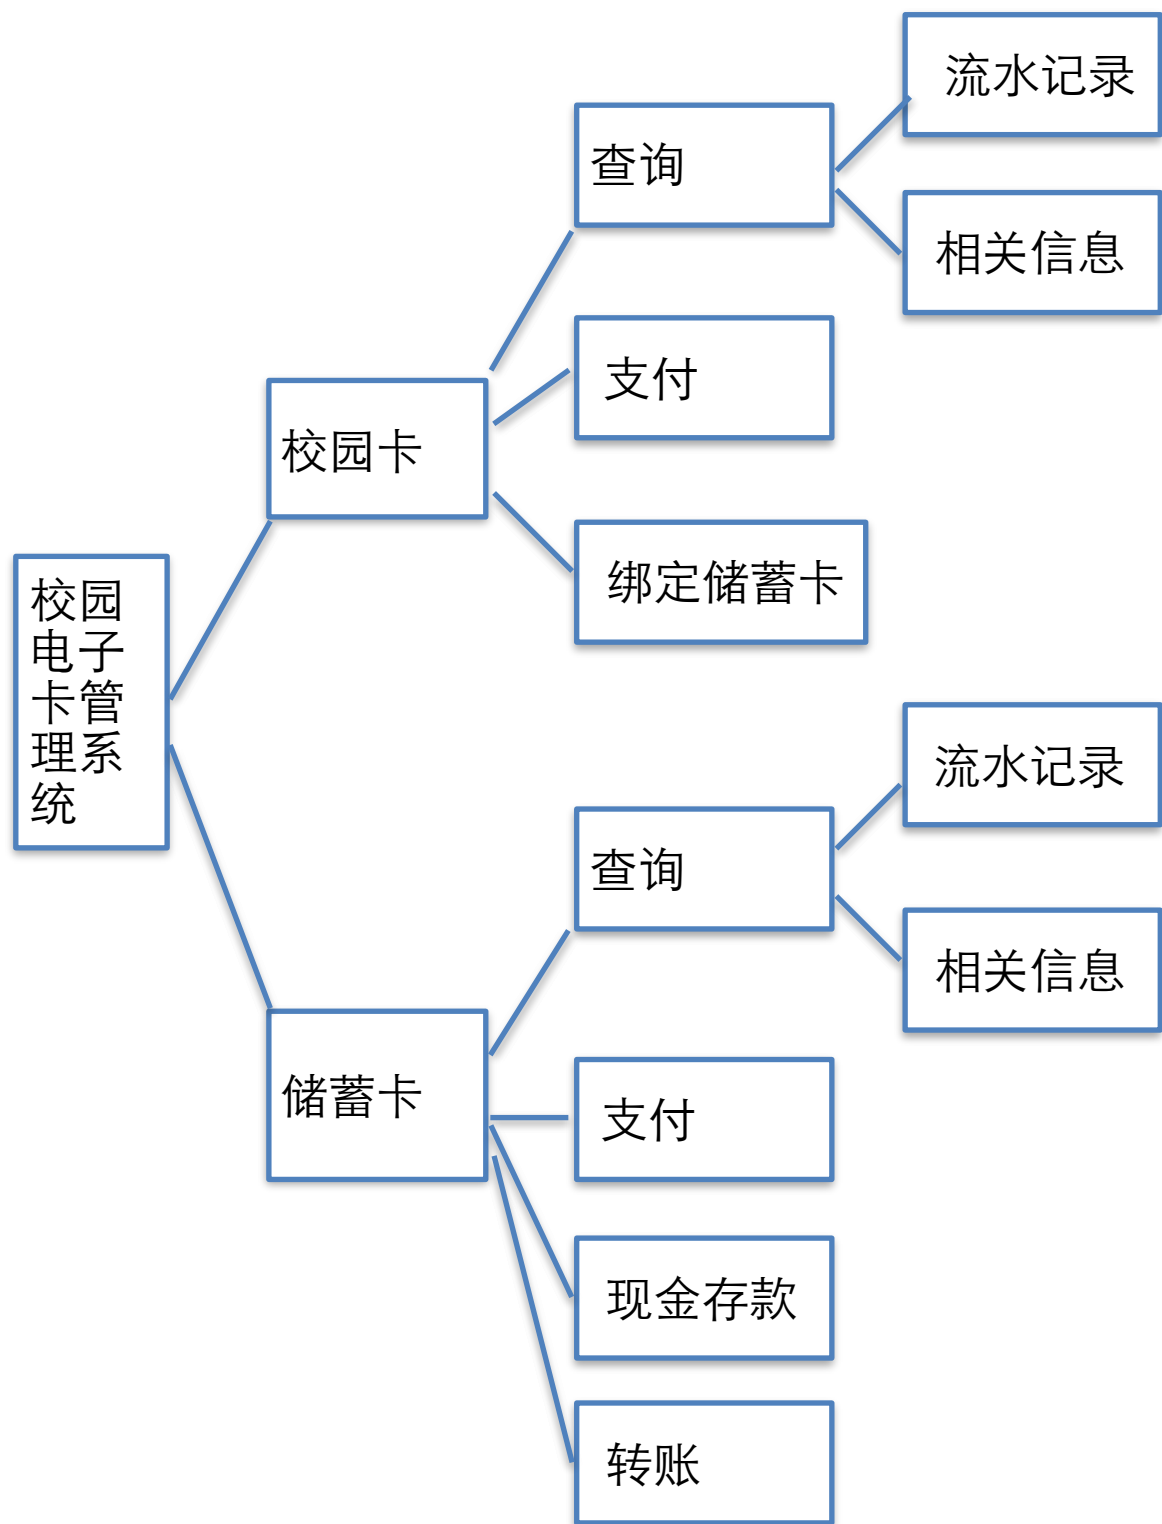 流水记录
查询
相关信息
支付
校园卡
绑定储蓄卡
校园
电子
卡管
理系
统
流水记录
查询
相关信息
储蓄卡
支付
现金存款
转账